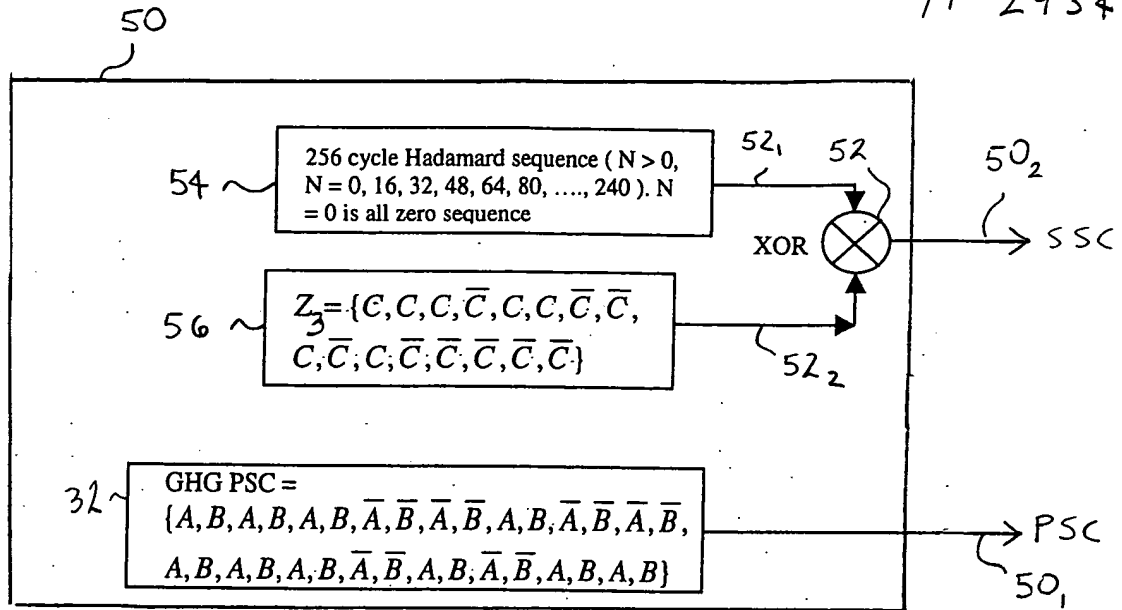 50
54
256 cycle Hadamard sequence ( N > 0,
N = 0, 16, 32, 48, 64, 80, …., 240 ). N
= 0 is all zero sequence
52₁
52
50₂
XOR
SSC
56
Z₃={C,C,C,C̅,C,C,C̅,C̅,
C,C̅,C,C̅,C̅,C̅,C̅,C̅}
52₂
32
GHG PSC =
{A,B,A,B,A,B,A̅,B̅,A̅,B̅,A,B,A̅,B̅,A̅,B̅,
A,B,A,B,A,B,A̅,B̅,A,B,A̅,B̅,A,B,A,B}
PSC
50₁